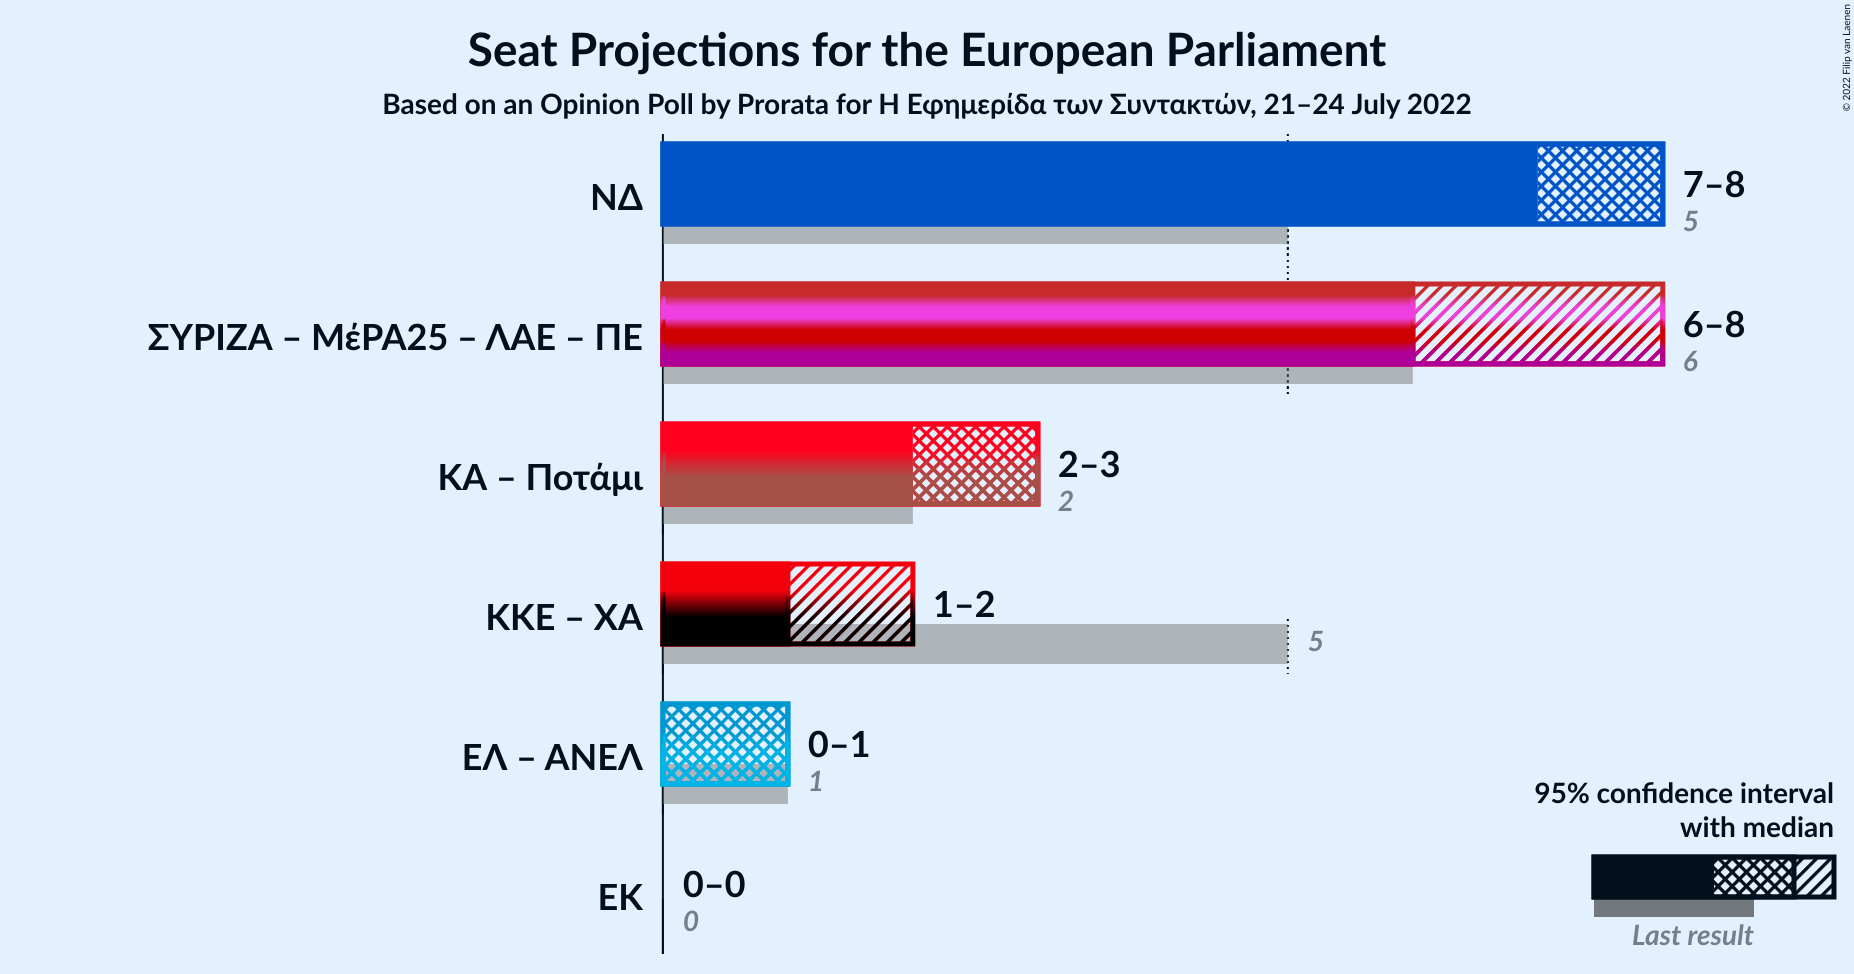 Seat Projections for the European Parliament
Based on an Opinion Poll by Prorata for Η Εφημερίδα των Συντακτών, 21–24 July 2022
© 2022 Filip van Laenen
ΝΔ
7–8
5
ΣΥΡΙΖΑ – ΜέΡΑ25 – ΛΑΕ – ΠΕ
6–8
6
ΚΑ – Ποτάμι
2–3
2
ΚΚΕ – ΧΑ
1–2
5
ΕΛ – ΑΝΕΛ
0–1
1
ΕΚ
0–0
0
95% confidence interval
with median
Last result